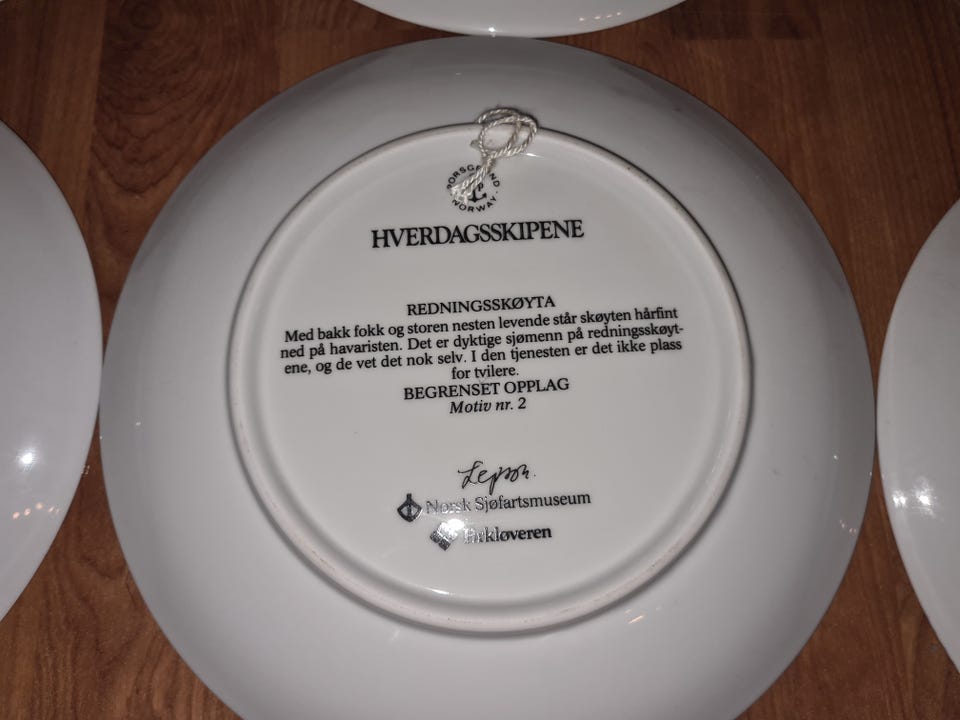 PORSGRUND
NORWAY.
HVERDAGSSKIPENE
REDNINGSSKØYTA
Med bakk fokk og storen nesten levende står skøyten hårfint
ned på havaristen. Det er dyktige sjømenn på redningsskøyt-
ene, og de vet det nok selv. I den tjenesten er det ikke plass
for tvilere.
BEGRENSET OPPLAG
Motiv nr. 2
Norsk Sjøfartsmuseum